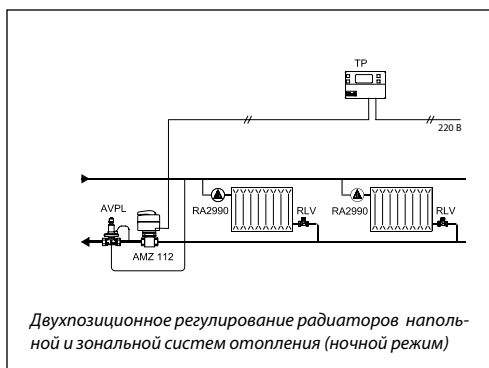 TP
220 В
AVPL
RA2990
RLV
RA2990
RLV
AMZ 112
Двухпозиционное регулирование радиаторов наполь-
ной и зональной систем отопления (ночной режим)